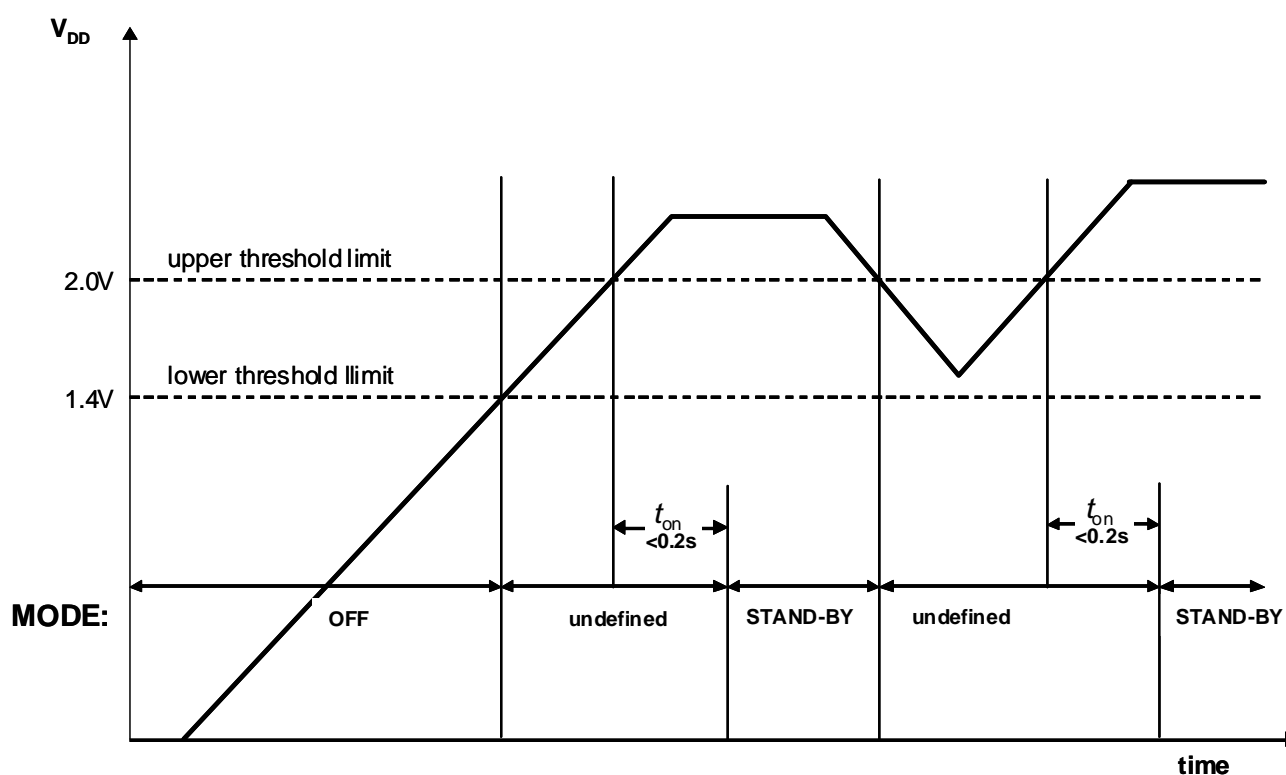 VDD
upper threshold limit
2.0V
lower threshold llimit
1.4V
ton
<0.2s
ton
<0.2s
MODE:
OFF
undefined
STAND-BY
undefined
STAND-BY
time